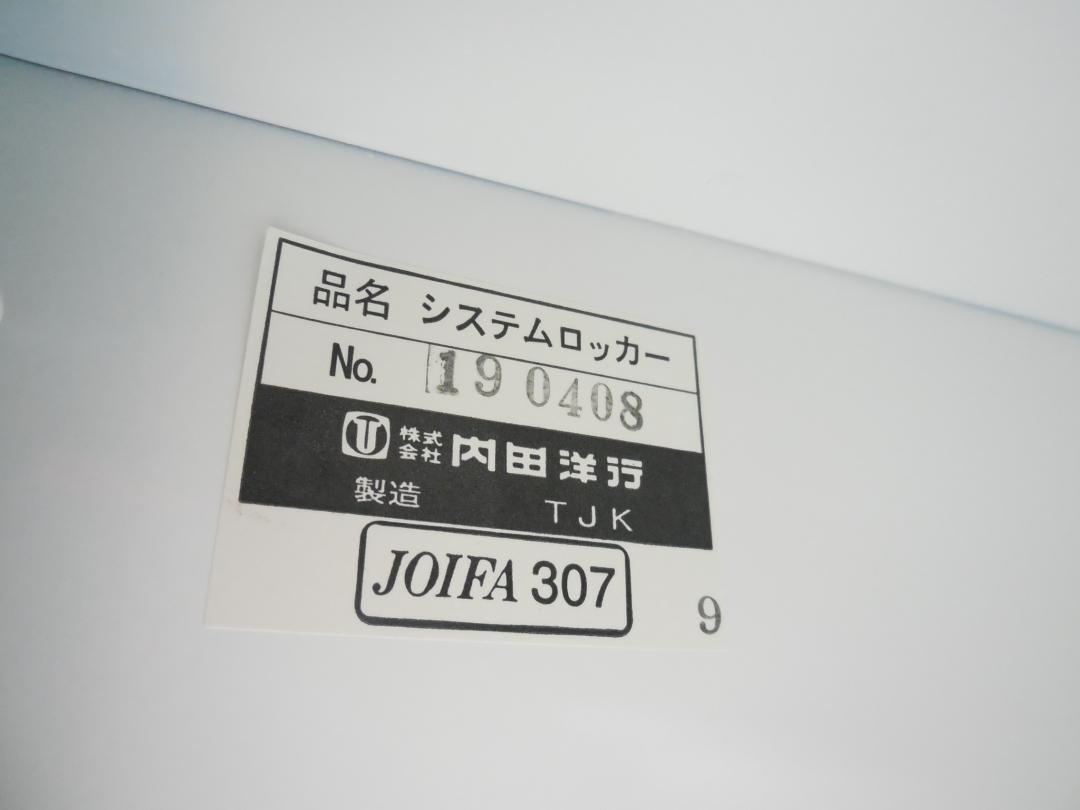 品名 システムロッカー
No. 190408
株式会社 内田洋行
製造 TJK
JOIFA 307
9